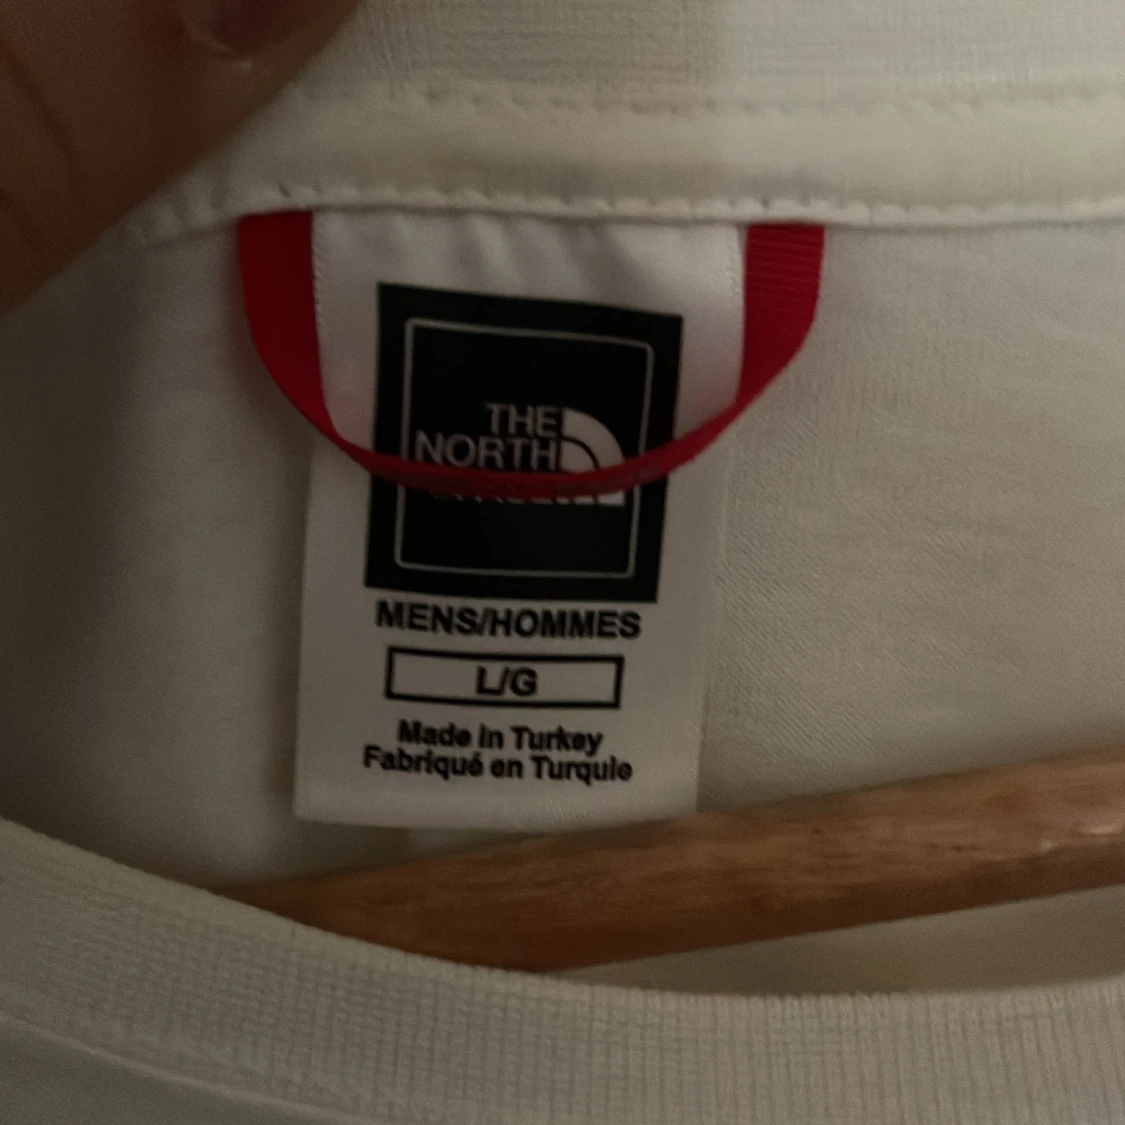 THE
NORTH
MENS/HOMMES
L/G
Made in Turkey
Fabriqué en Turquie